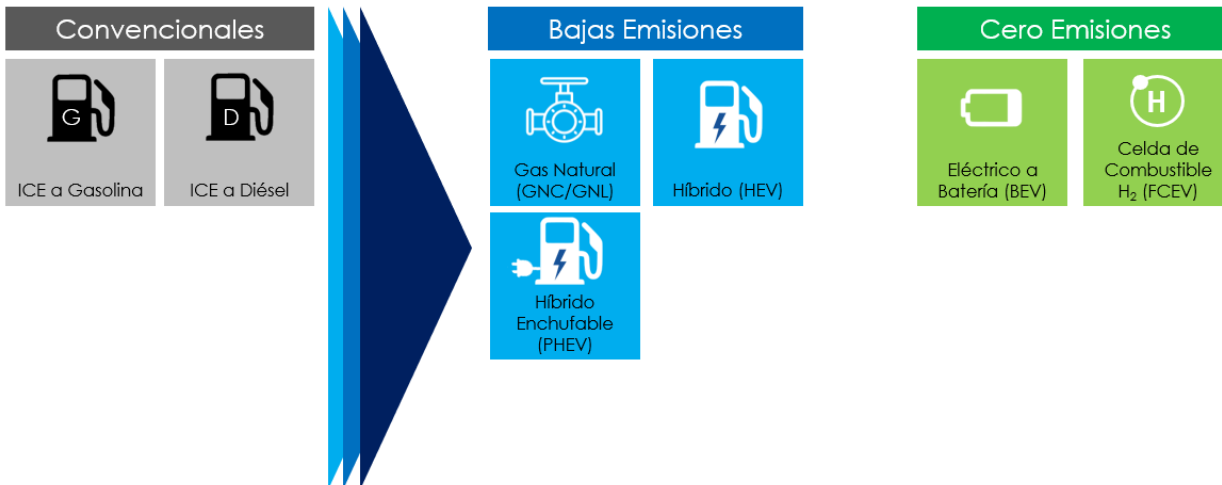 Convencionales
G
ICE a Gasolina
D
ICE a Diésel
Bajas Emisiones
Gas Natural
(GNC/GNL)
Híbrido (HEV)
Híbrido
Enchufable
(PHEV)
Cero Emisiones
Eléctrico a
Batería (BEV)
H
Celda de
Combustible
H₂ (FCEV)